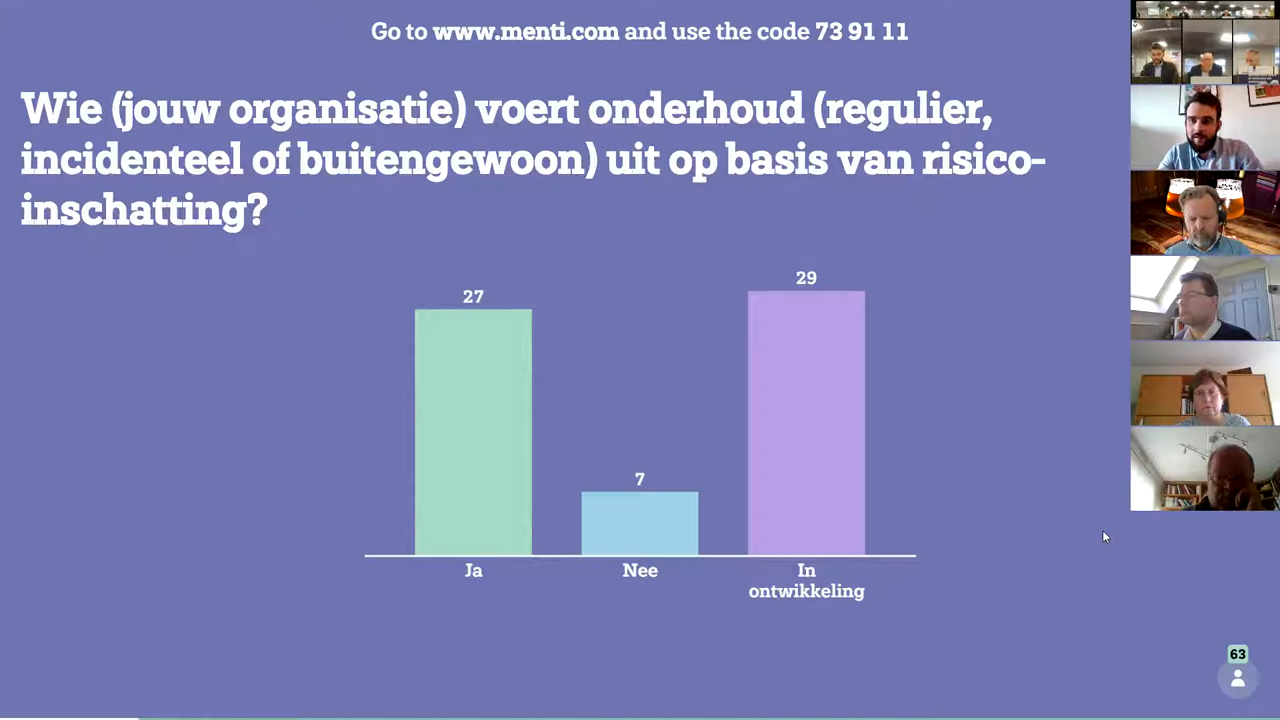 Go to www.menti.com and use the code 73 91 11
Wie (jouw organisatie) voert onderhoud (regulier,
incidenteel of buitengewoon) uit op basis van risico-
inschatting?
27
7
29
Ja
Nee
In
ontwikkeling
63